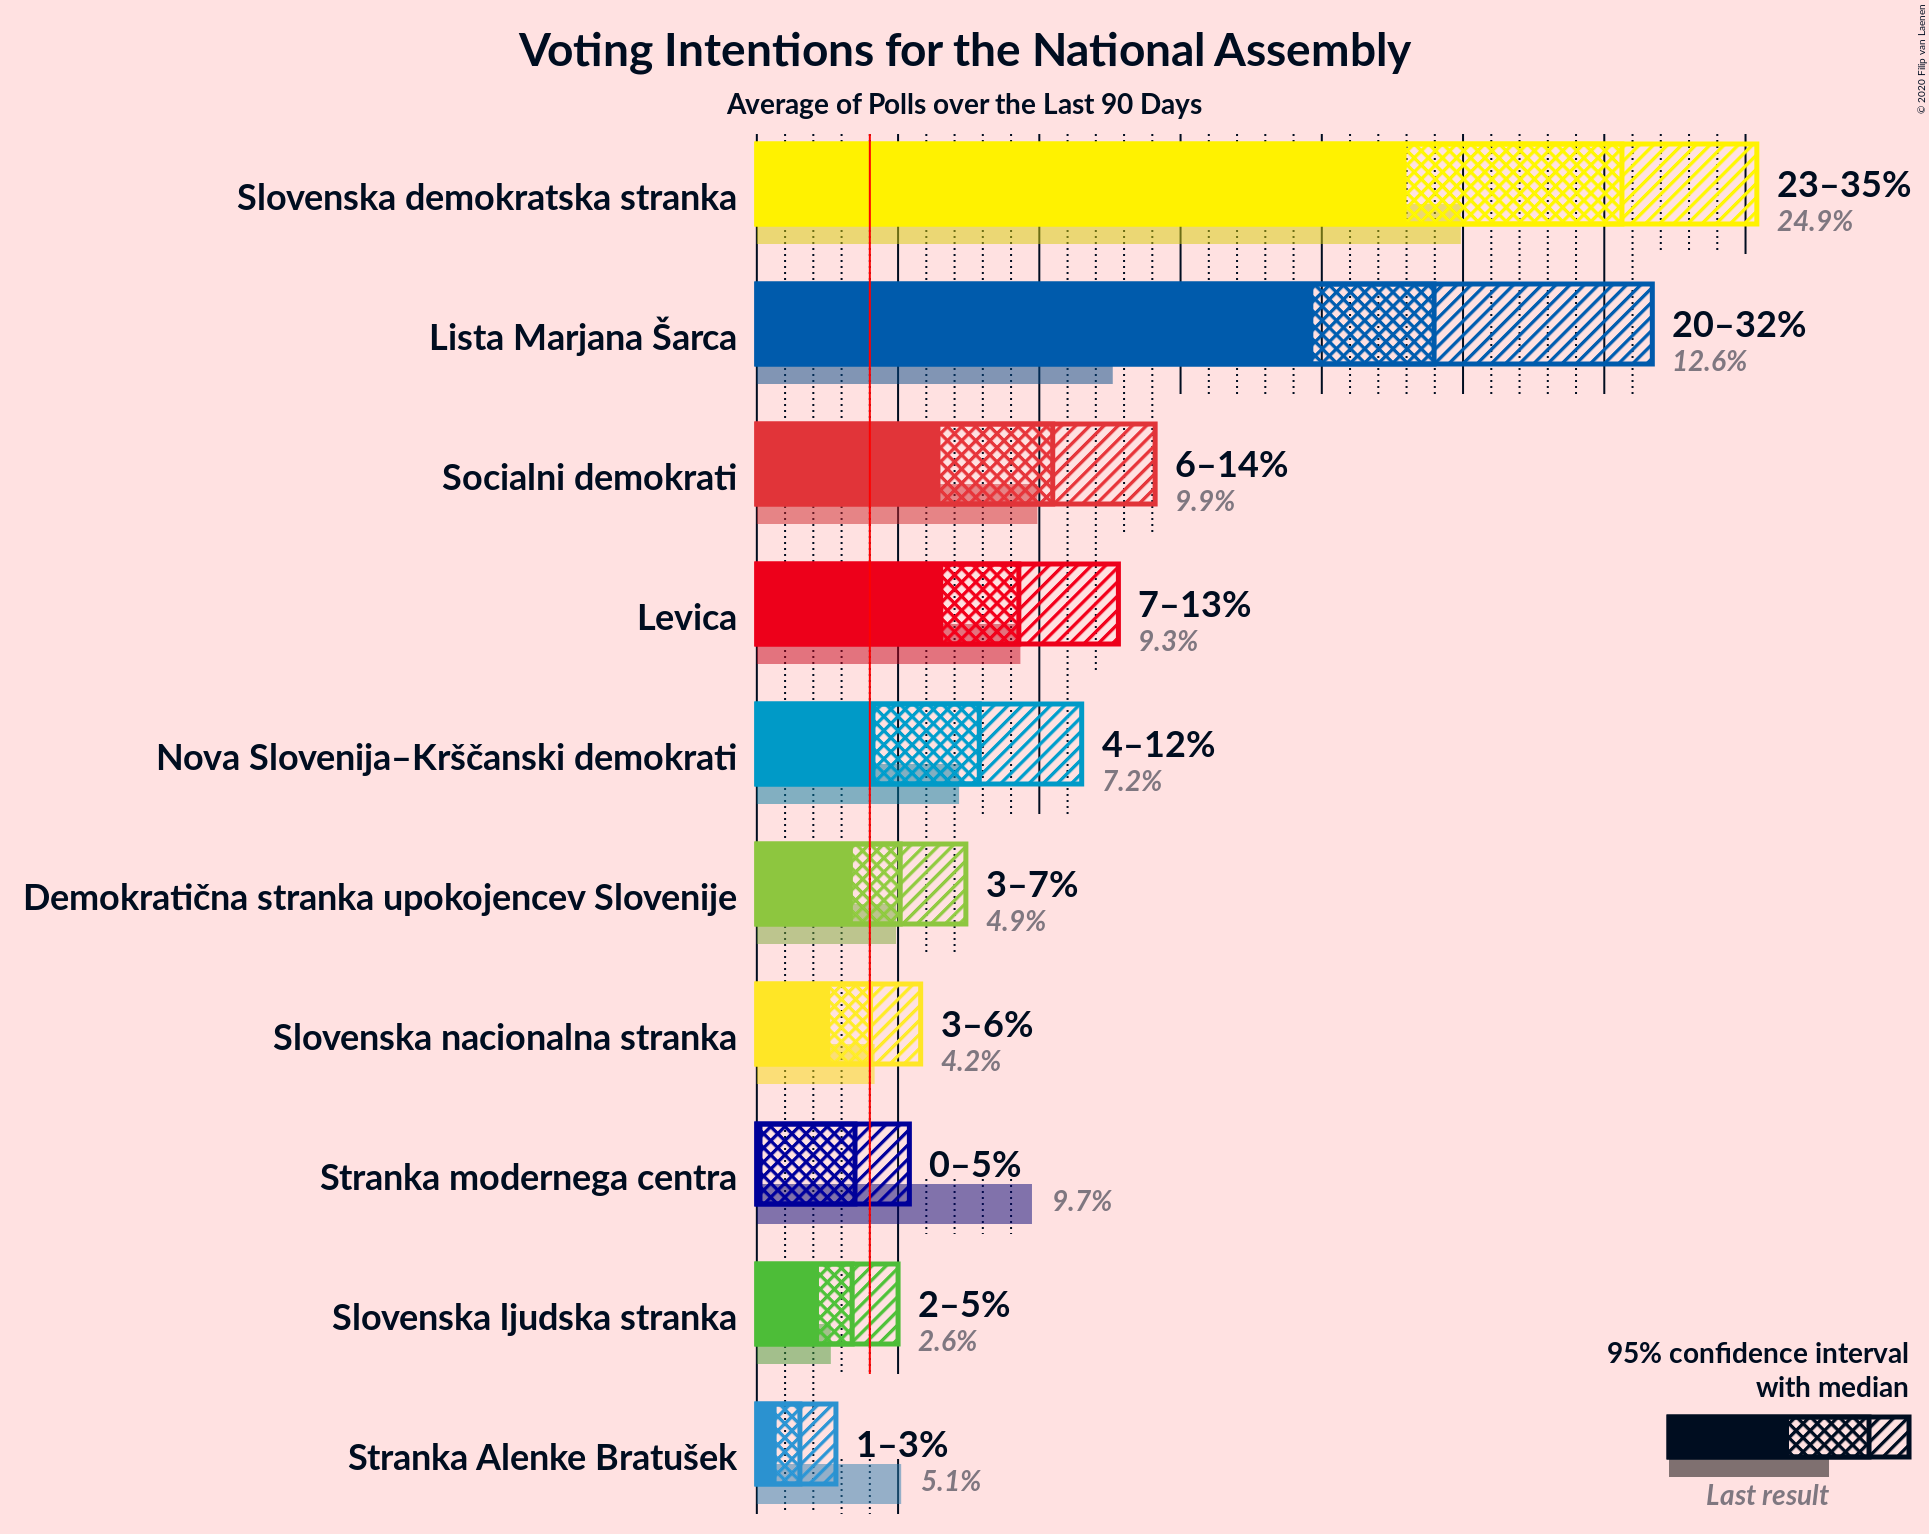 Voting Intentions for the National Assembly
Average of Polls over the Last 90 Days
© 2020 Filip van Laenen
Slovenska demokratska stranka
23–35%
24.9%
Lista Marjana Šarca
20–32%
12.6%
Socialni demokrati
6–14%
9.9%
Levica
7–13%
9.3%
Nova Slovenija–Krščanski demokrati
4–12%
7.2%
Demokratična stranka upokojencev Slovenije
3–7%
4.9%
Slovenska nacionalna stranka
3–6%
4.2%
Stranka modernega centra
0–5%
9.7%
Slovenska ljudska stranka
2–5%
2.6%
Stranka Alenke Bratušek
1–3%
5.1%
95% confidence interval
with median
Last result